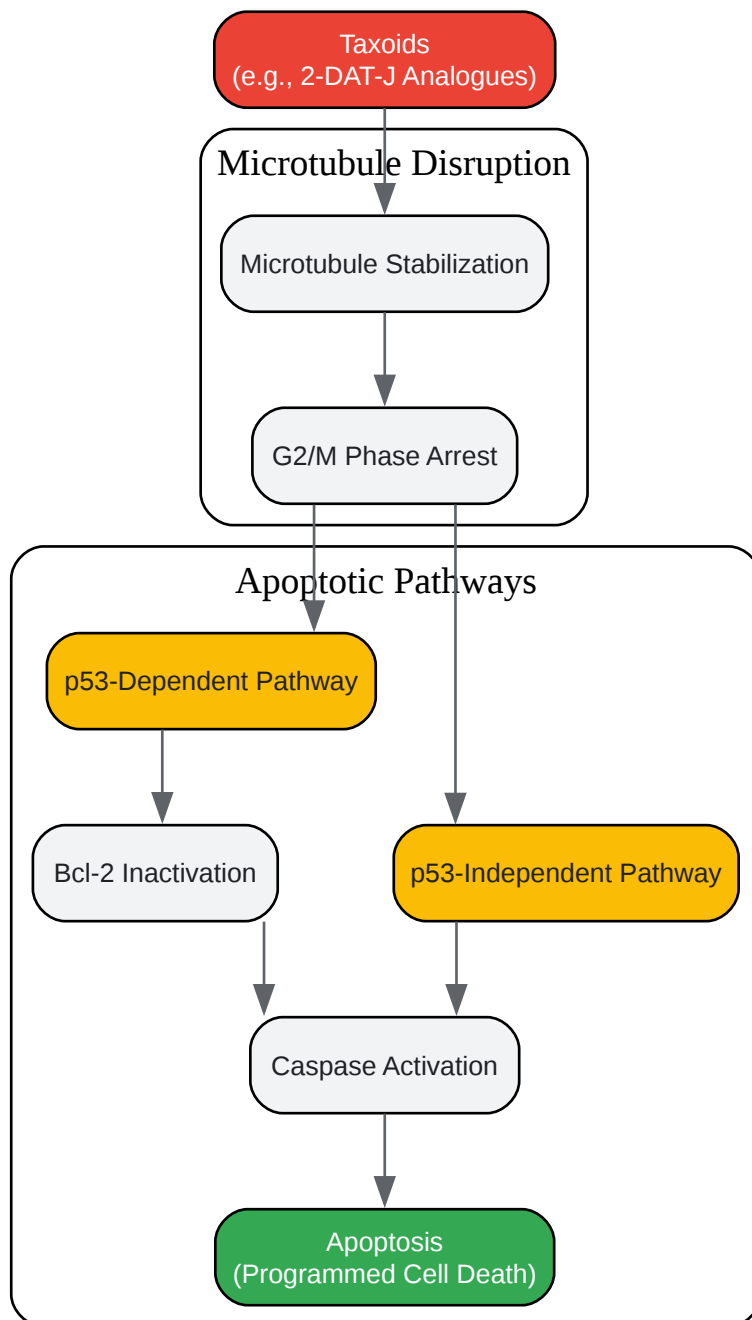 Taxoids
(e.g., 2-DAT-J Analogues)
Microtubule Disruption
Microtubule Stabilization
G2/M Phase Arrest
Apoptotic Pathways
p53-Dependent Pathway
Bcl-2 Inactivation
p53-Independent Pathway
Caspase Activation
Apoptosis
(Programmed Cell Death)